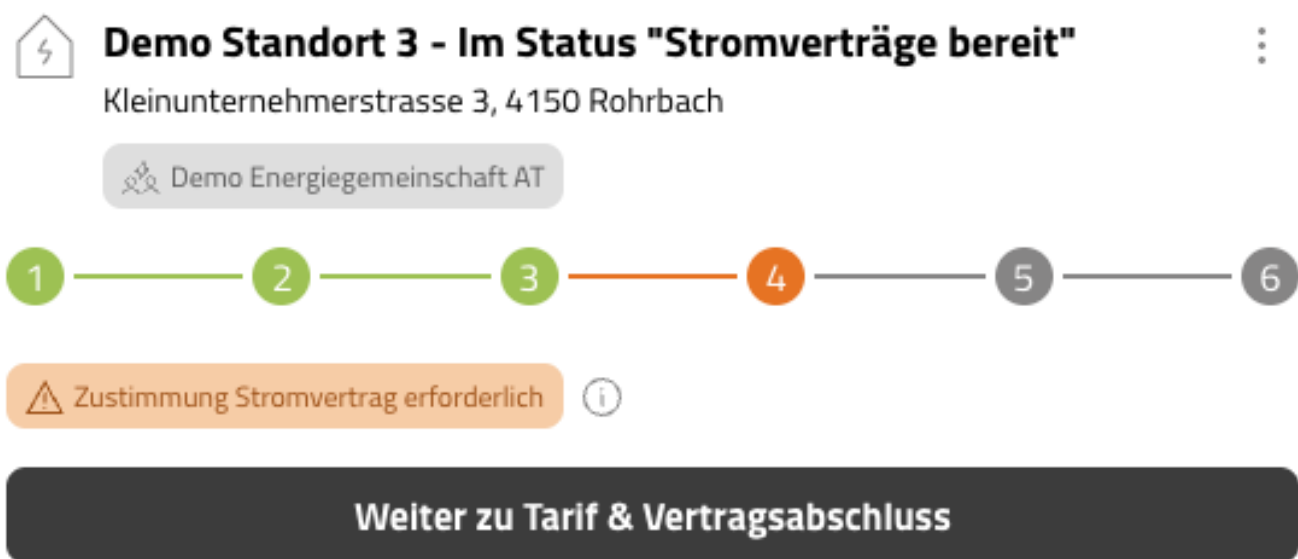 Demo Standort 3 - Im Status "Stromverträge bereit"
Kleinunternehmerstrasse 3, 4150 Rohrbach
Demo Energiegemeinschaft AT
1 2 3 4 5 6
Zustimmung Stromvertrag erforderlich
Weiter zu Tarif & Vertragsabschluss